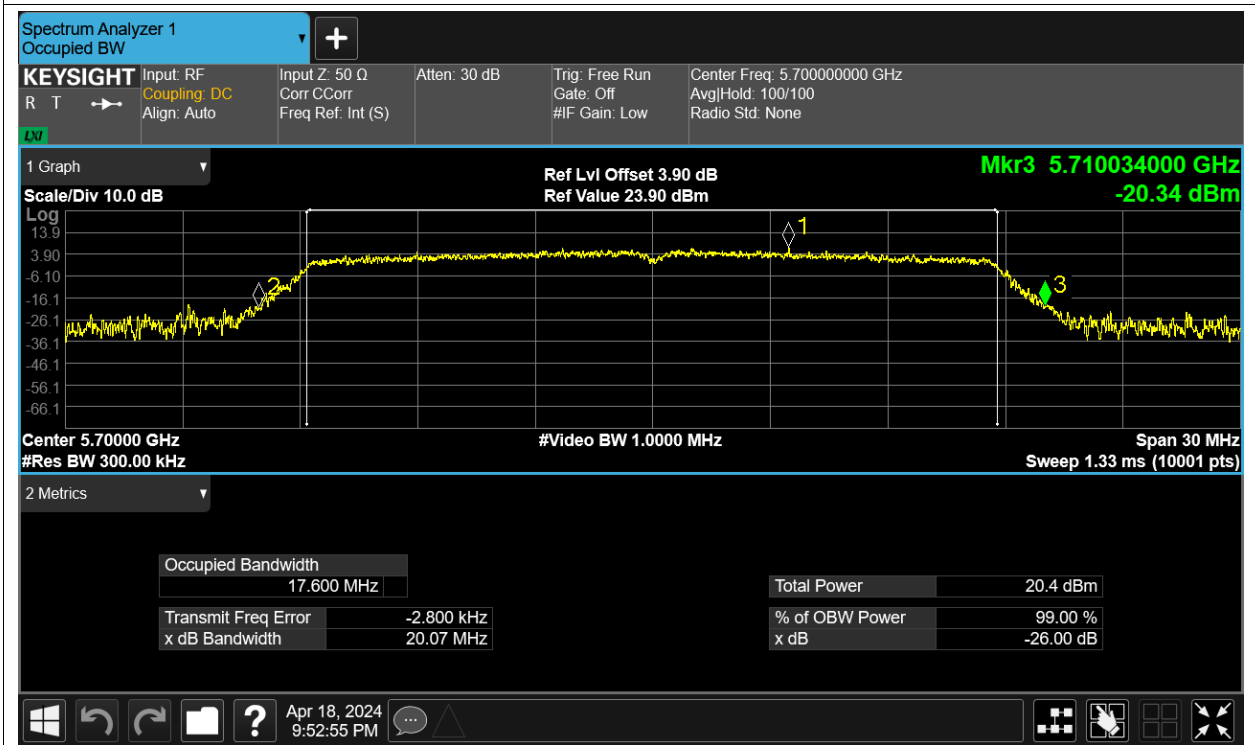 Spectrum Analyzer 1
Occupied BW
KEYSIGHT
R T
LXI
Input: RF
Coupling: DC
Align: Auto
Input Z: 50 Ω
Corr CCorr
Freq Ref: Int (S)
Atten: 30 dB
Trig: Free Run
Gate: Off
#IF Gain: Low
Center Freq: 5.700000000 GHz
Avg|Hold: 100/100
Radio Std: None
1 Graph
Scale/Div 10.0 dB
Ref Lvl Offset 3.90 dB
Ref Value 23.90 dBm
Mkr3 5.710034000 GHz
-20.34 dBm
Log
13.9
3.90
-6.10
-16.1
-26.1
-36.1
-46.1
-56.1
-66.1
1
2
3
Center 5.70000 GHz
#Res BW 300.00 kHz
#Video BW 1.0000 MHz
Span 30 MHz
Sweep 1.33 ms (10001 pts)
2 Metrics
Occupied Bandwidth
17.600 MHz
Transmit Freq Error -2.800 kHz
x dB Bandwidth 20.07 MHz
Total Power 20.4 dBm
% of OBW Power 99.00 %
x dB -26.00 dB
?
Apr 18, 2024
9:52:55 PM